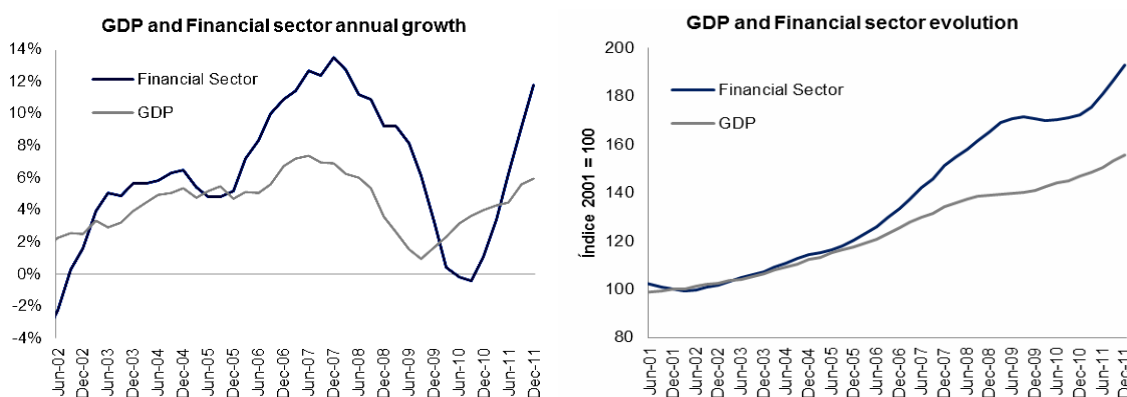 GDP and Financial sector annual growth
14%
12%
10%
8%
6%
4%
2%
0%
-2%
-4%
Financial Sector
GDP
Jun-02
Dec-02
Jun-03
Dec-03
Jun-04
Dec-04
Jun-05
Dec-05
Jun-06
Dec-06
Jun-07
Dec-07
Jun-08
Dec-08
Jun-09
Dec-09
Jun-10
Dec-10
Jun-11
Dec-11
GDP and Financial sector evolution
Índice 2001 = 100
200
180
160
140
120
100
80
Financial Sector
GDP
Jun-01
Dec-01
Jun-02
Dec-02
Jun-03
Dec-03
Jun-04
Dec-04
Jun-05
Dec-05
Jun-06
Dec-06
Jun-07
Dec-07
Jun-08
Dec-08
Jun-09
Dec-09
Jun-10
Dec-10
Jun-11
Dec-11